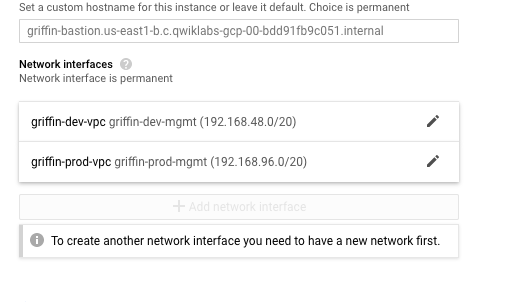 Set a custom hostname for this instance or leave it default. Choice is permanent
griffin-bastion.us-east1-b.c.qwiklabs-gcp-00-bdd91fb9c051.internal
Network interfaces ?
Network interface is permanent
griffin-dev-vpc griffin-dev-mgmt (192.168.48.0/20)
griffin-prod-vpc griffin-prod-mgmt (192.168.96.0/20)
+ Add network interface
To create another network interface you need to have a new network first.